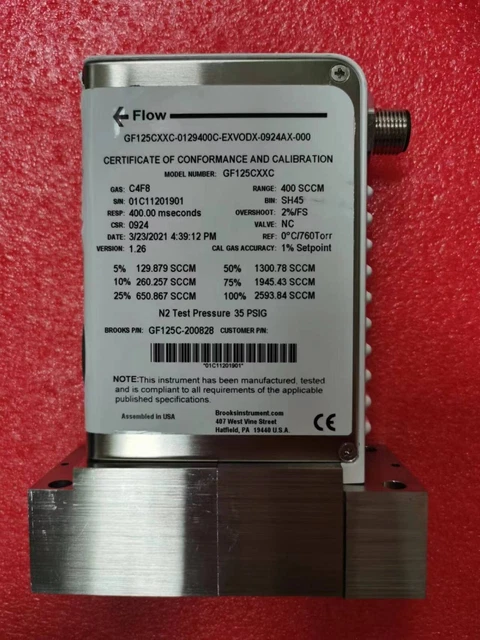 ← Flow
GF125CXXC-0129400C-EXVODX-0924AX-000
CERTIFICATE OF CONFORMANCE AND CALIBRATION
MODEL NUMBER: GF125CXXC
GAS: C4F8 RANGE: 400 SCCM
S/N: 01C11201901 BIN: SH45
RESP: 400.00 mseconds OVERSHOOT: 2%/FS
CSR: 0924 VALVE: NC
DATE: 3/23/2021 4:39:12 PM REF: 0°C/760Torr
VERSION: 1.26 CAL GAS ACCURACY: 1% Setpoint
5% 129.879 SCCM 50% 1300.78 SCCM
10% 260.257 SCCM 75% 1945.43 SCCM
25% 650.867 SCCM 100% 2593.84 SCCM
N2 Test Pressure 35 PSIG
BROOKS P/N: GF125C-200828 CUSTOMER P/N:
*01C11201901*
NOTE:This instrument has been manufactured, tested
and is compliant to all requirements of the applicable
published specifications.
Assembled in USA
Brooksinstrument.com
407 West Vine Street
Hatfield, PA 19440 U.S.A.
CE